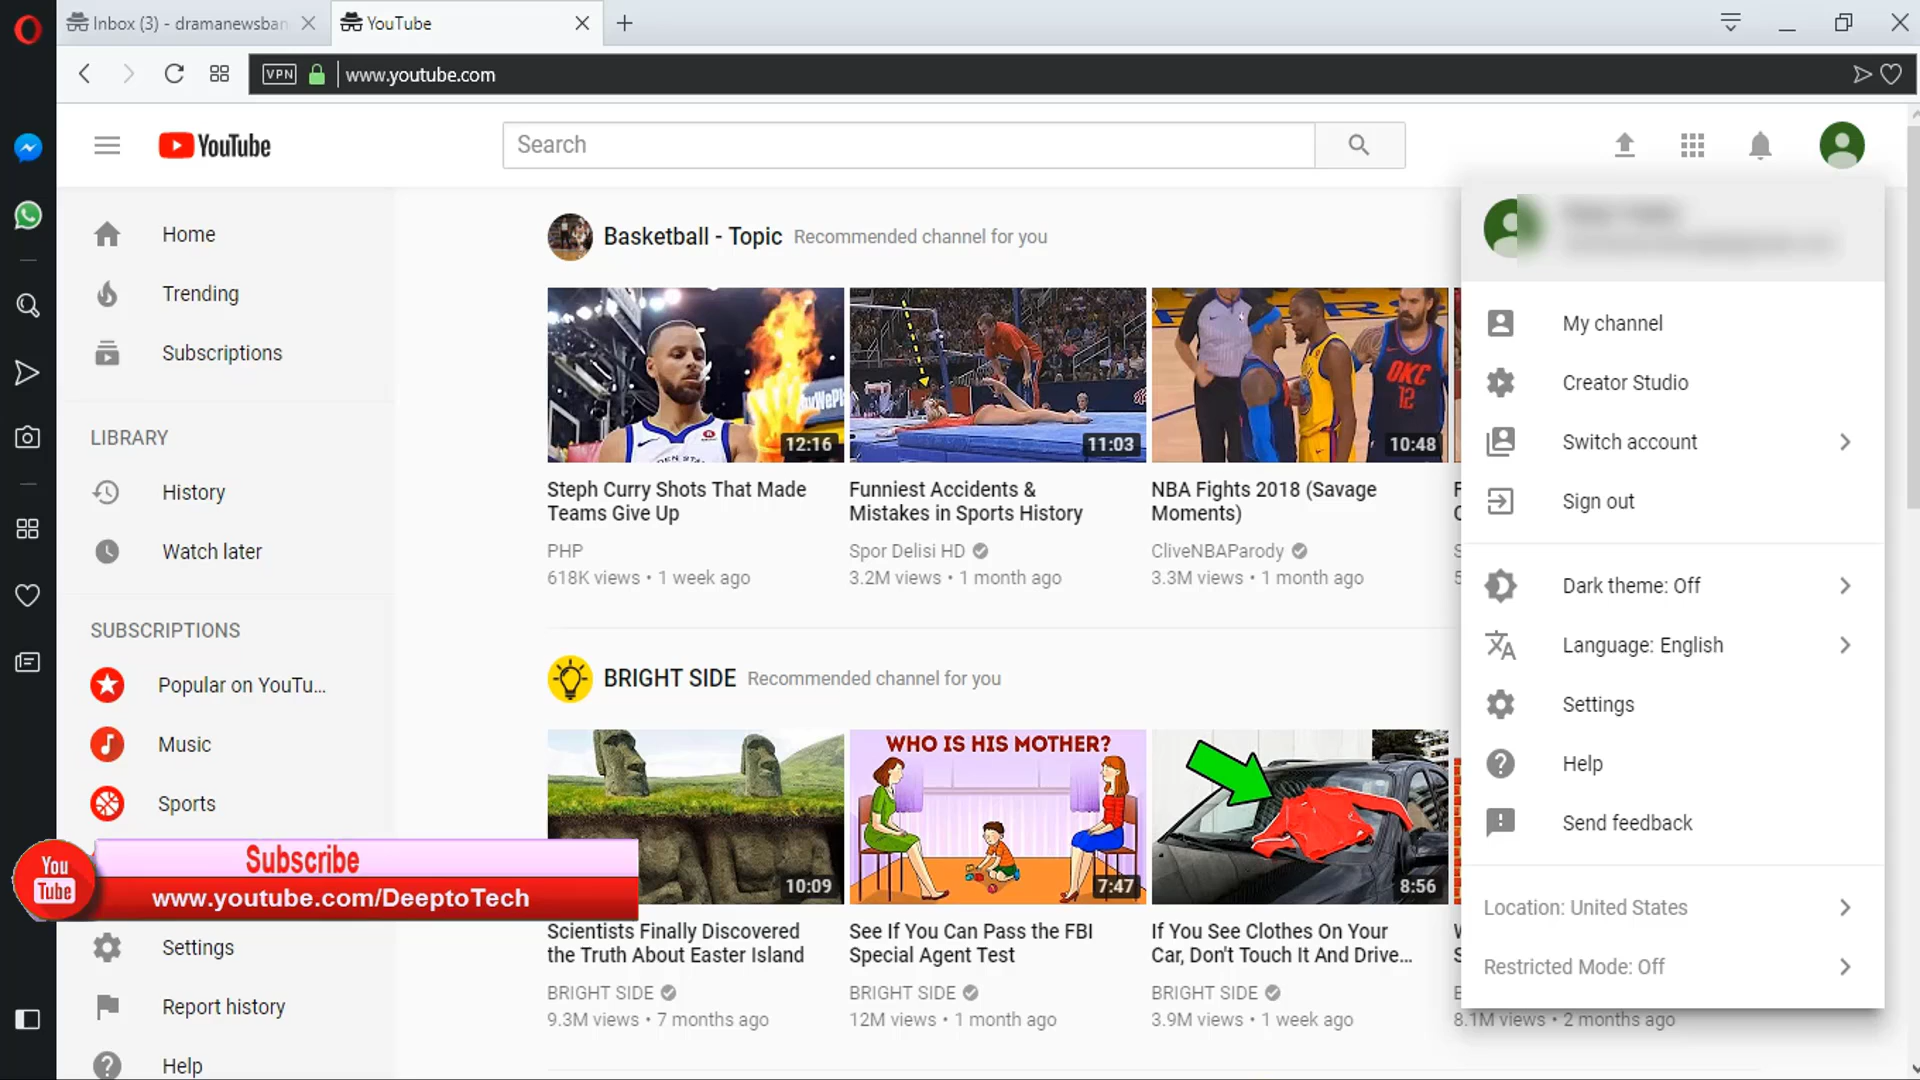 Inbox (3) - dramanewsban
YouTube
VPN
www.youtube.com
YouTube
Search
Home
Trending
Subscriptions
LIBRARY
History
Watch later
SUBSCRIPTIONS
Popular on YouTu...
Music
Sports
You
Tube
Subscribe
www.youtube.com/DeeptoTech
Settings
Report history
Help
Basketball - Topic Recommended channel for you
12:16
11:03
OKC
12
10:48
Steph Curry Shots That Made
Teams Give Up
PHP
618K views • 1 week ago
Funniest Accidents &
Mistakes in Sports History
Spor Delisi HD
3.2M views • 1 month ago
NBA Fights 2018 (Savage
Moments)
CliveNBAParody
3.3M views • 1 month ago
BRIGHT SIDE Recommended channel for you
10:09
WHO IS HIS MOTHER?
7:47
8:56
Scientists Finally Discovered
the Truth About Easter Island
BRIGHT SIDE
9.3M views • 7 months ago
See If You Can Pass the FBI
Special Agent Test
BRIGHT SIDE
12M views • 1 month ago
If You See Clothes On Your
Car, Don't Touch It And Drive...
BRIGHT SIDE
3.9M views • 1 week ago
8.1M views • 2 months ago
My channel
Creator Studio
Switch account
Sign out
Dark theme: Off
Language: English
Settings
Help
Send feedback
Location: United States
Restricted Mode: Off